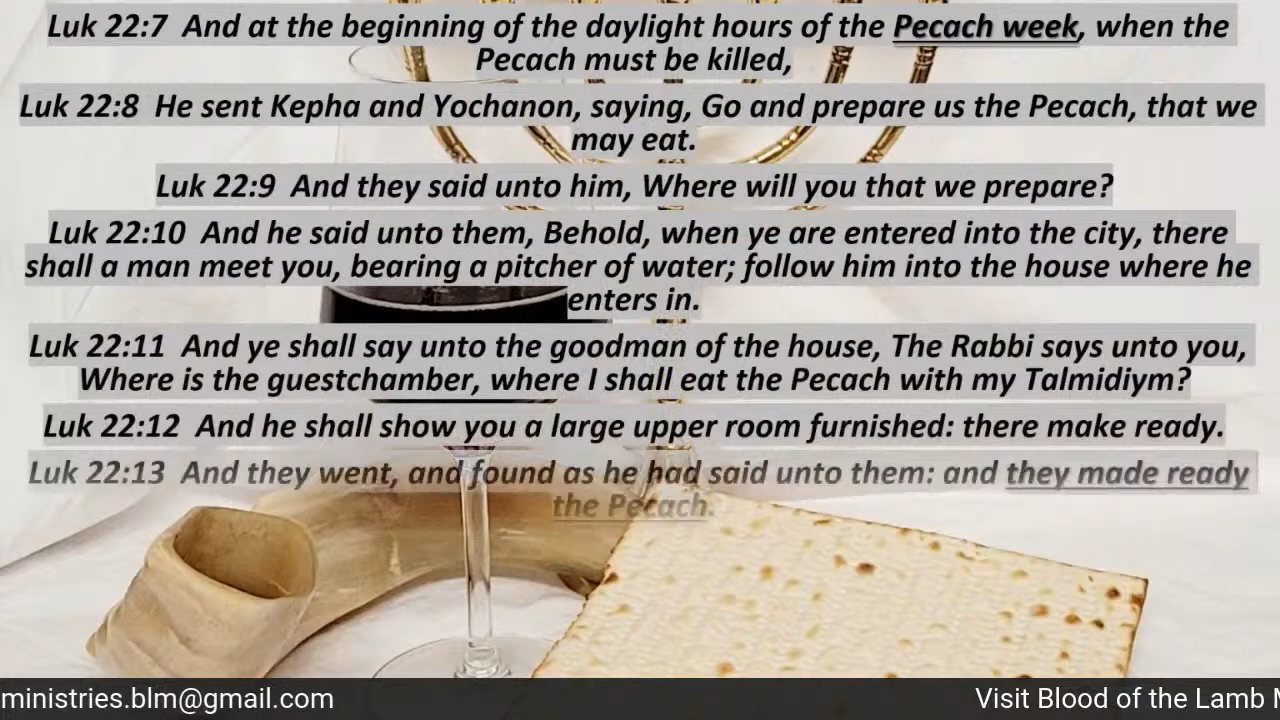 Luk 22:7 And at the beginning of the daylight hours of the Pecach week, when the
Pecach must be killed,
Luk 22:8 He sent Kepha and Yochanon, saying, Go and prepare us the Pecach, that we
may eat.
Luk 22:9 And they said unto him, Where will you that we prepare?
Luk 22:10 And he said unto them, Behold, when ye are entered into the city, there
shall a man meet you, bearing a pitcher of water; follow him into the house where he
enters in.
Luk 22:11 And ye shall say unto the goodman of the house, The Rabbi says unto you,
Where is the guestchamber, where I shall eat the Pecach with my Talmidiym?
Luk 22:12 And he shall show you a large upper room furnished: there make ready.
Luk 22:13 And they went, and found as he had said unto them: and they made ready
the Pecach.
ministries.blm@gmail.com
Visit Blood of the Lamb